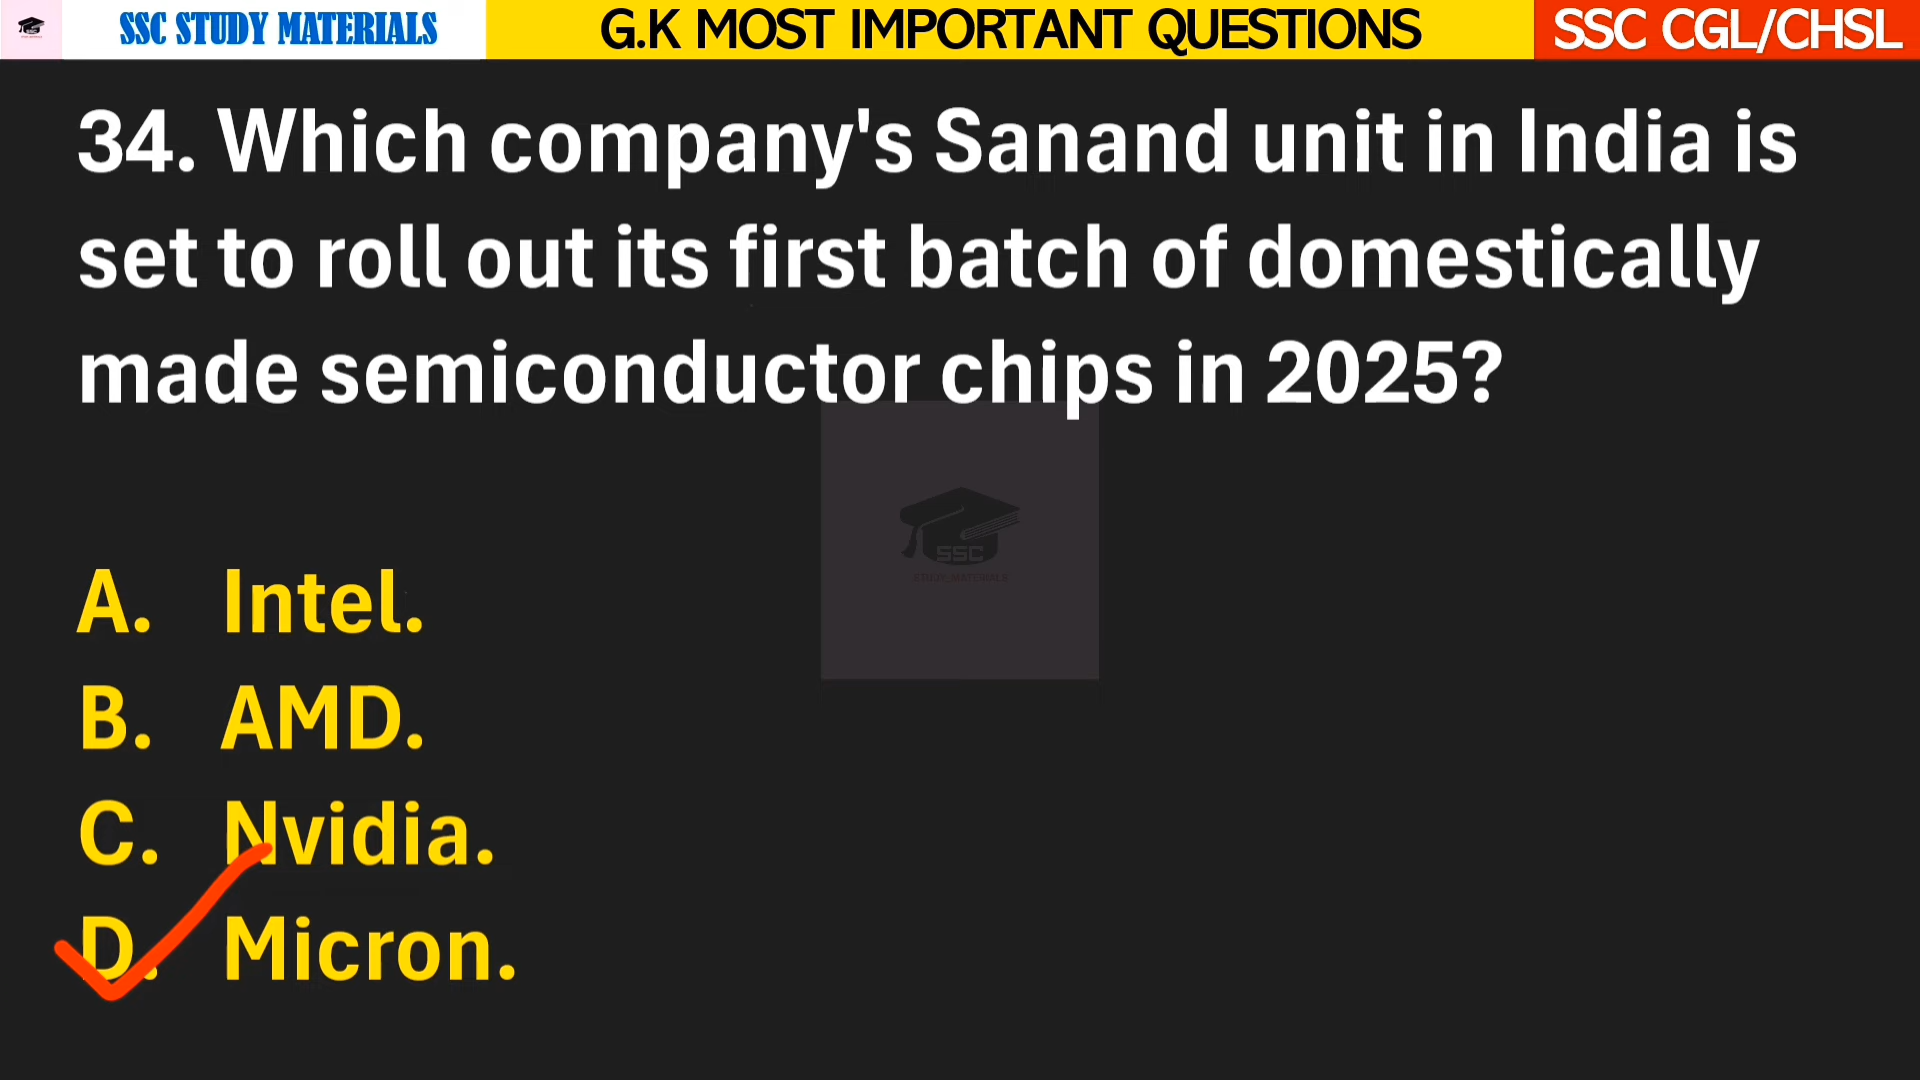 SSC STUDY MATERIALS
G.K MOST IMPORTANT QUESTIONS
SSC CGL/CHSL
34. Which company's Sanand unit in India is
set to roll out its first batch of domestically
made semiconductor chips in 2025?
SSC
STUDY_MATERIALS
A. Intel.
B. AMD.
C. Nvidia.
D. Micron.